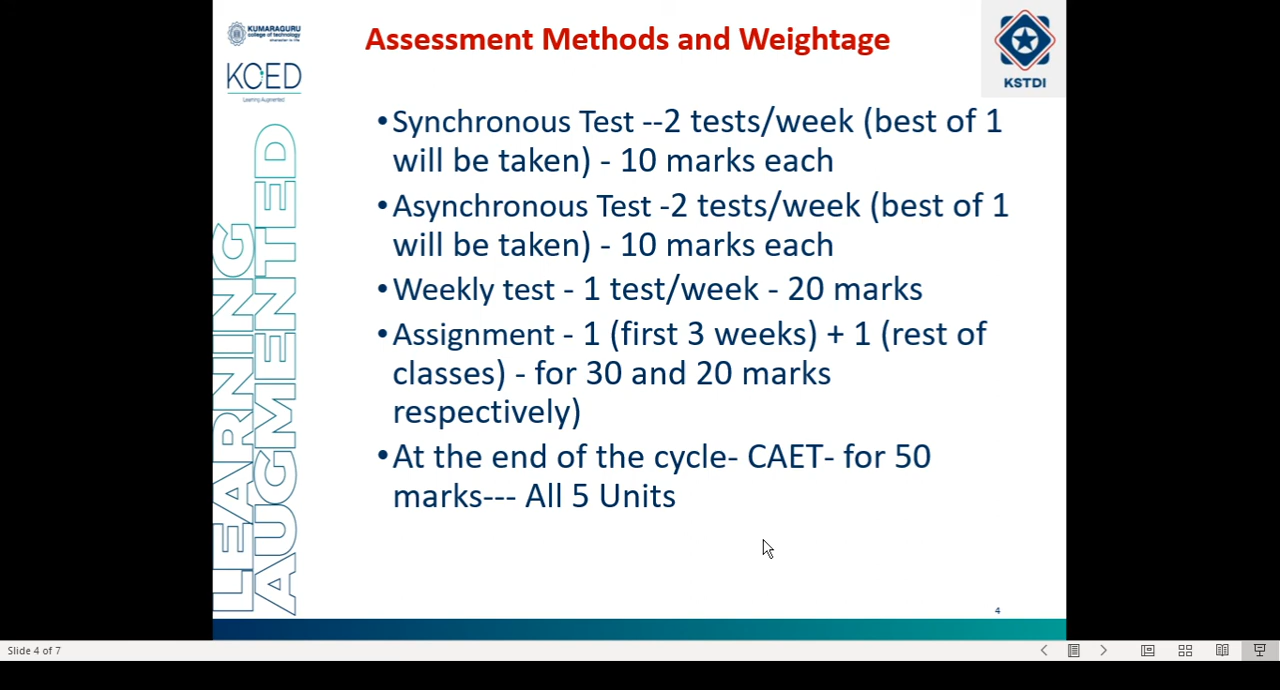 KUMARAGURU
college of technology
character is life
Assessment Methods and Weightage
KCED
Learning Augmented
KSTDI
LEARNING
AUGMENTED
•Synchronous Test --2 tests/week (best of 1
will be taken) - 10 marks each
•Asynchronous Test -2 tests/week (best of 1
will be taken) - 10 marks each
•Weekly test - 1 test/week - 20 marks
•Assignment - 1 (first 3 weeks) + 1 (rest of
classes) - for 30 and 20 marks
respectively)
•At the end of the cycle- CAET- for 50
marks--- All 5 Units
4
Slide 4 of 7